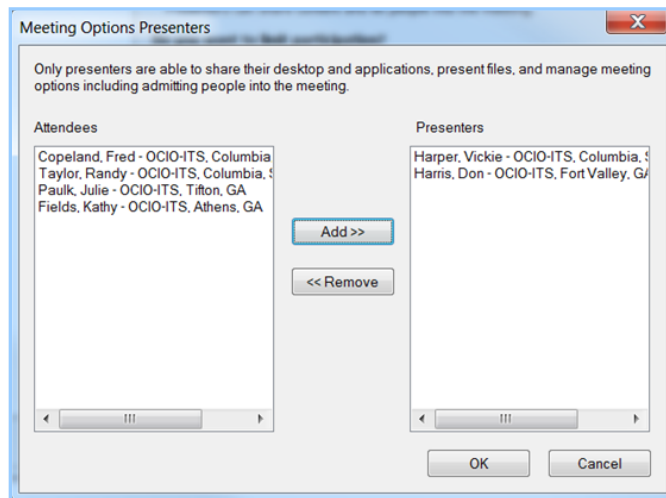 Meeting Options Presenters
Only presenters are able to share their desktop and applications, present files, and manage meeting
options including admitting people into the meeting.
Attendees
Presenters
Copeland, Fred - OCIO-ITS, Columbia
Taylor, Randy - OCIO-ITS, Columbia,
Paulk, Julie - OCIO-ITS, Tifton, GA
Fields, Kathy - OCIO-ITS, Athens, GA
Harper, Vickie - OCIO-ITS, Columbia,
Harris, Don - OCIO-ITS, Fort Valley, GA
Add >>
<< Remove
OK
Cancel